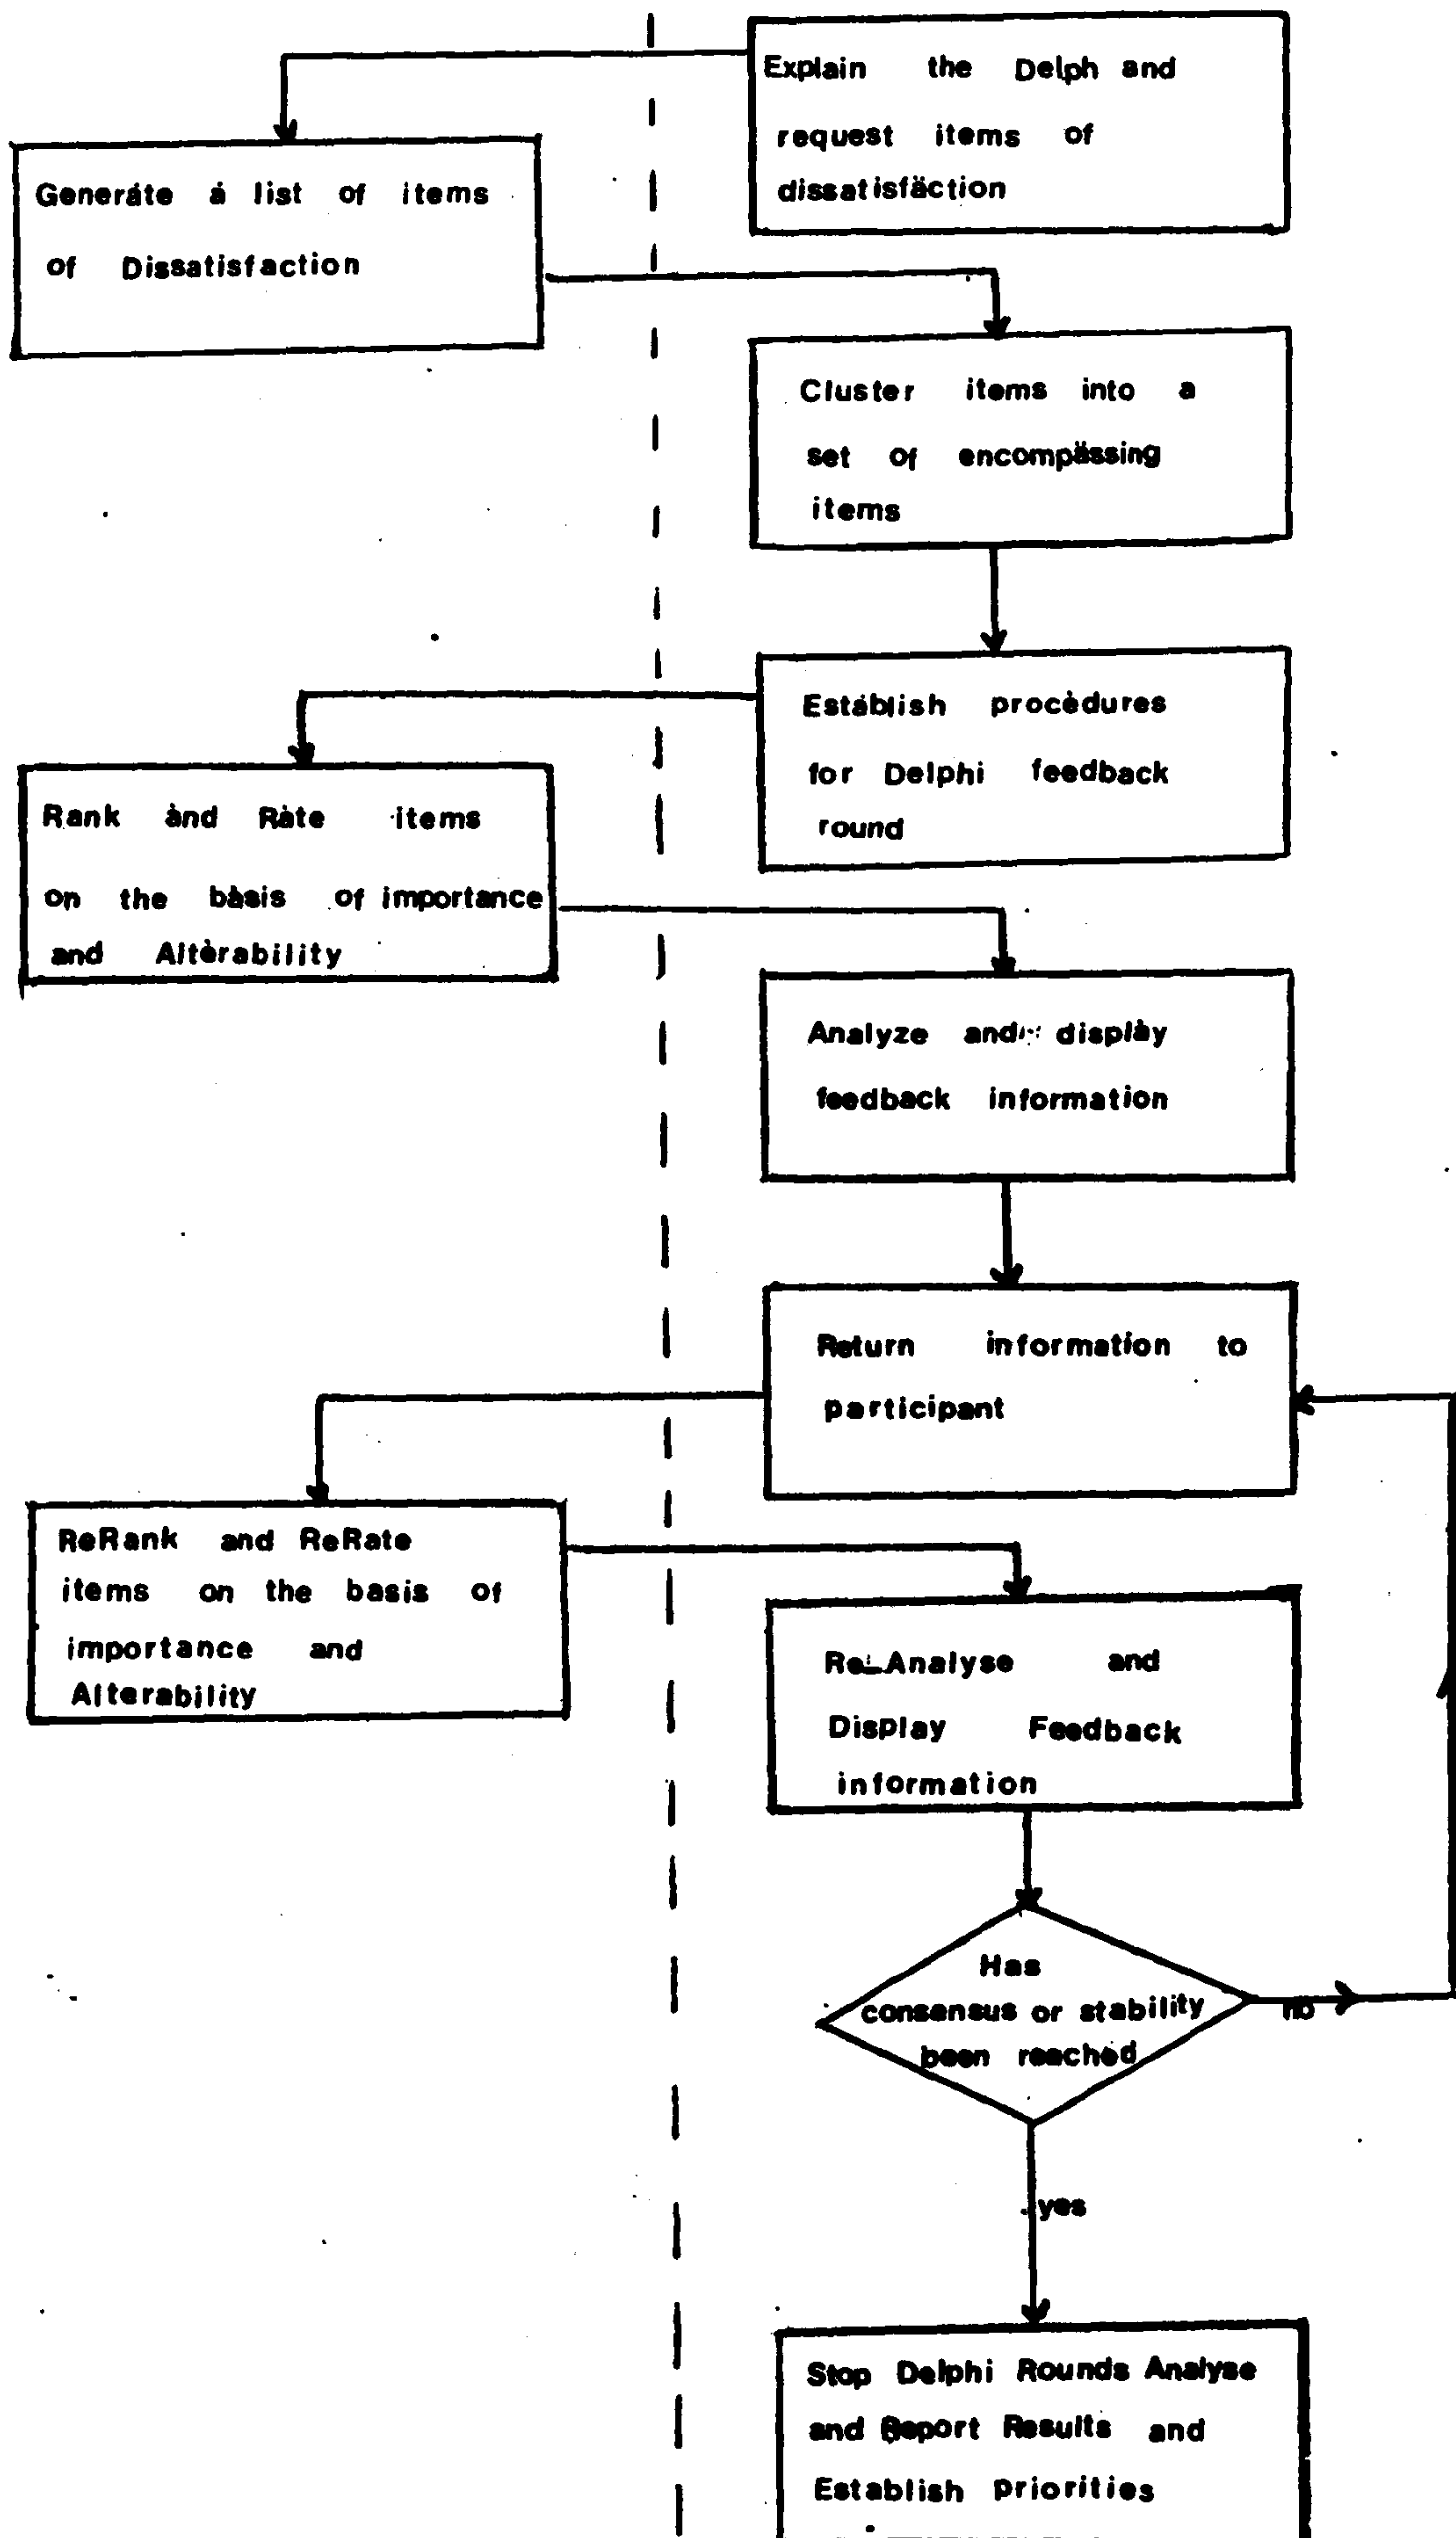 Explain the Delph and
request items of
dissatisfaction
Generate a list of items
of Dissatisfaction
Cluster items into a
set of encompassing
items
Establish procedures
for Delphi feedback
round
Rank and Rate items
on the basis of importance
and Alterability
Analyze and display
feedback information
Return information to
participant
ReRank and ReRate
items on the basis of
importance and
Alterability
Re-Analyse and
Display Feedback
information
Has
consensus or stability
been reached
no
yes
Stop Delphi Rounds Analyse
and Report Results and
Establish priorities